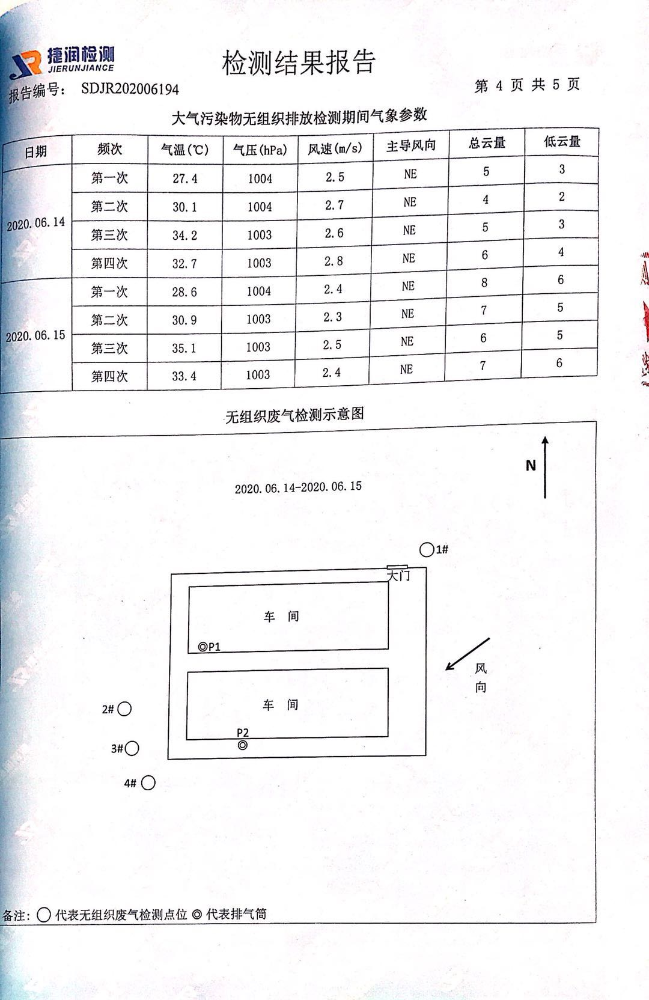 捷润检测
JIERUNJIANCE
检测结果报告
报告编号： SDJR202006194
第 4 页 共 5 页
大气污染物无组织排放检测期间气象参数
日期 频次 气温(℃) 气压(hPa) 风速(m/s) 主导风向 总云量 低云量
2020.06.14 第一次 27.4 1004 2.5 NE 5 3
第二次 30.1 1004 2.7 NE 4 2
第三次 34.2 1003 2.6 NE 5 3
第四次 32.7 1003 2.8 NE 6 4
2020.06.15 第一次 28.6 1004 2.4 NE 8 6
第二次 30.9 1003 2.3 NE 7 5
第三次 35.1 1003 2.5 NE 6 5
第四次 33.4 1003 2.4 NE 7 6
无组织废气检测示意图
N
2020.06.14-2020.06.15
1#
大门
车 间
P1
风
向
车 间
2#
P2
3#
4#
备注：○ 代表无组织废气检测点位 ◎ 代表排气筒